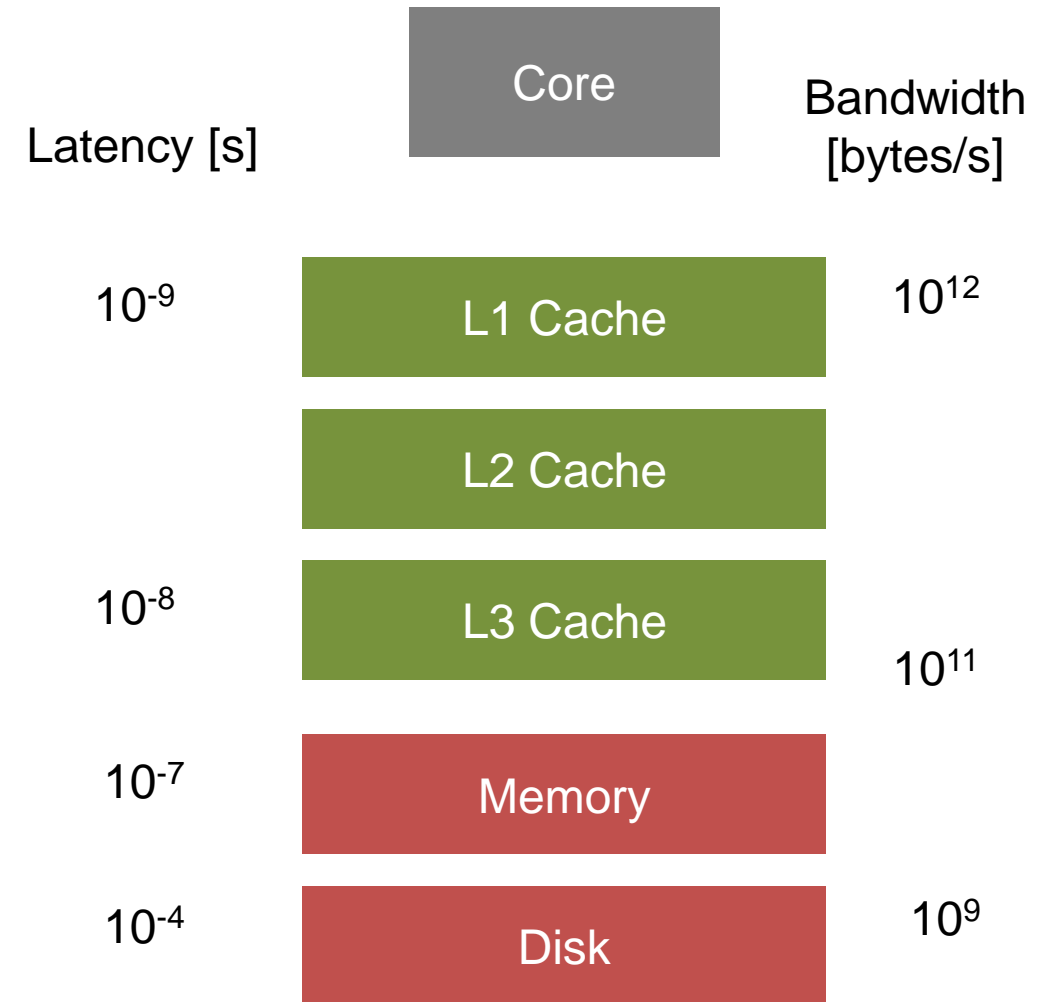 Core
Latency [s]
Bandwidth
[bytes/s]
10⁻⁹
L1 Cache
10¹²
L2 Cache
10⁻⁸
L3 Cache
10¹¹
10⁻⁷
Memory
10⁻⁴
Disk
10⁹